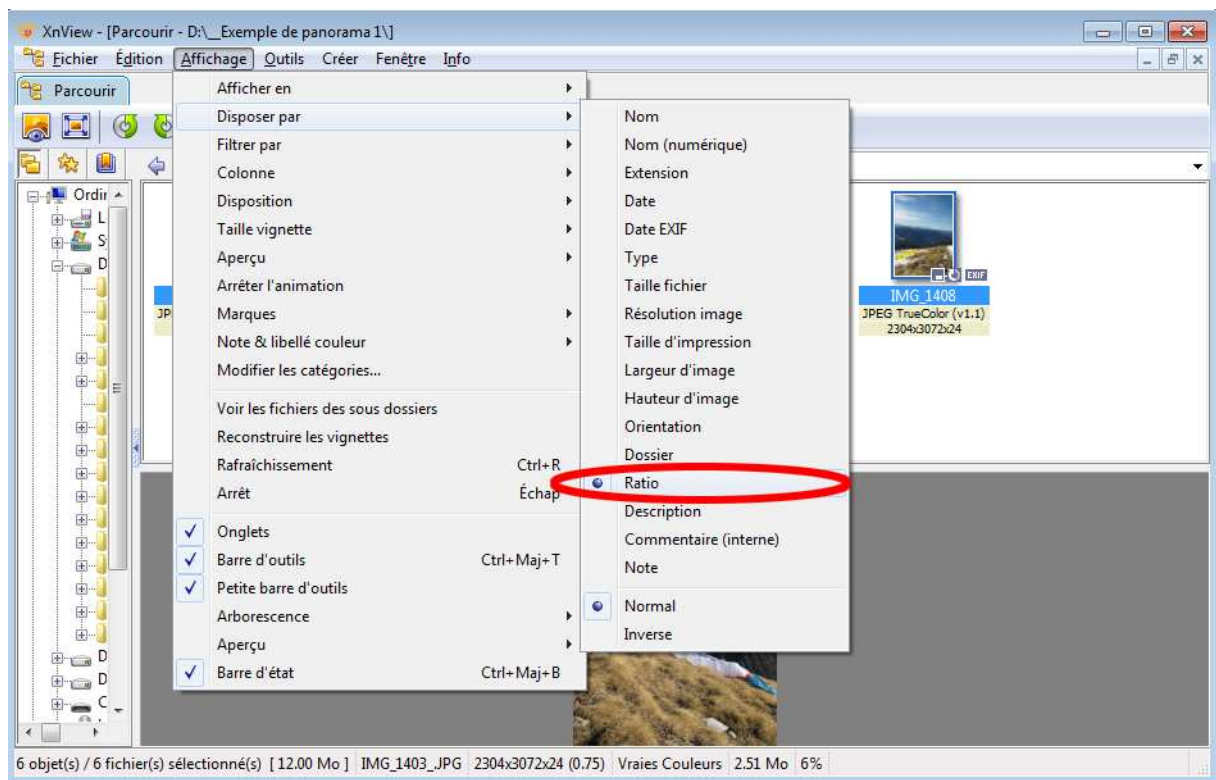 XnView - [Parcourir - D:\__Exemple de panorama 1\]
Fichier Édition Affichage Outils Créer Fenêtre Info
Parcourir
Afficher en
Disposer par
Filtrer par
Colonne
Disposition
Taille vignette
Aperçu
Arrêter l'animation
Marques
Note & libellé couleur
Modifier les catégories...
Voir les fichiers des sous dossiers
Reconstruire les vignettes
Rafraîchissement Ctrl+R
Arrêt Échap
Onglets
Barre d'outils Ctrl+Maj+T
Petite barre d'outils
Arborescence
Aperçu
Barre d'état Ctrl+Maj+B
Nom
Nom (numérique)
Extension
Date
Date EXIF
Type
Taille fichier
Résolution image
Taille d'impression
Largeur d'image
Hauteur d'image
Orientation
Dossier
Ratio
Description
Commentaire (interne)
Note
Normal
Inverse
Ordir
L
S
D
D
D
C
JP
EXIF
IMG_1408
JPEG TrueColor (v1.1)
2304x3072x24
6 objet(s) / 6 fichier(s) sélectionné(s) [ 12.00 Mo ] IMG_1403_JPG 2304x3072x24 (0.75) Vraies Couleurs 2.51 Mo 6%